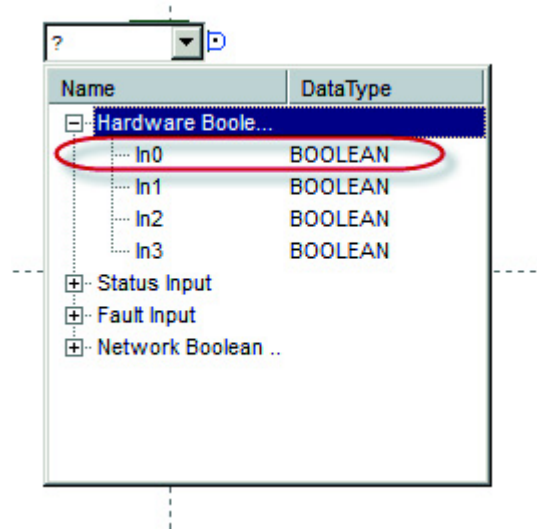 ?
Name DataType
Hardware Boole...
In0 BOOLEAN
In1 BOOLEAN
In2 BOOLEAN
In3 BOOLEAN
Status Input
Fault Input
Network Boolean ..